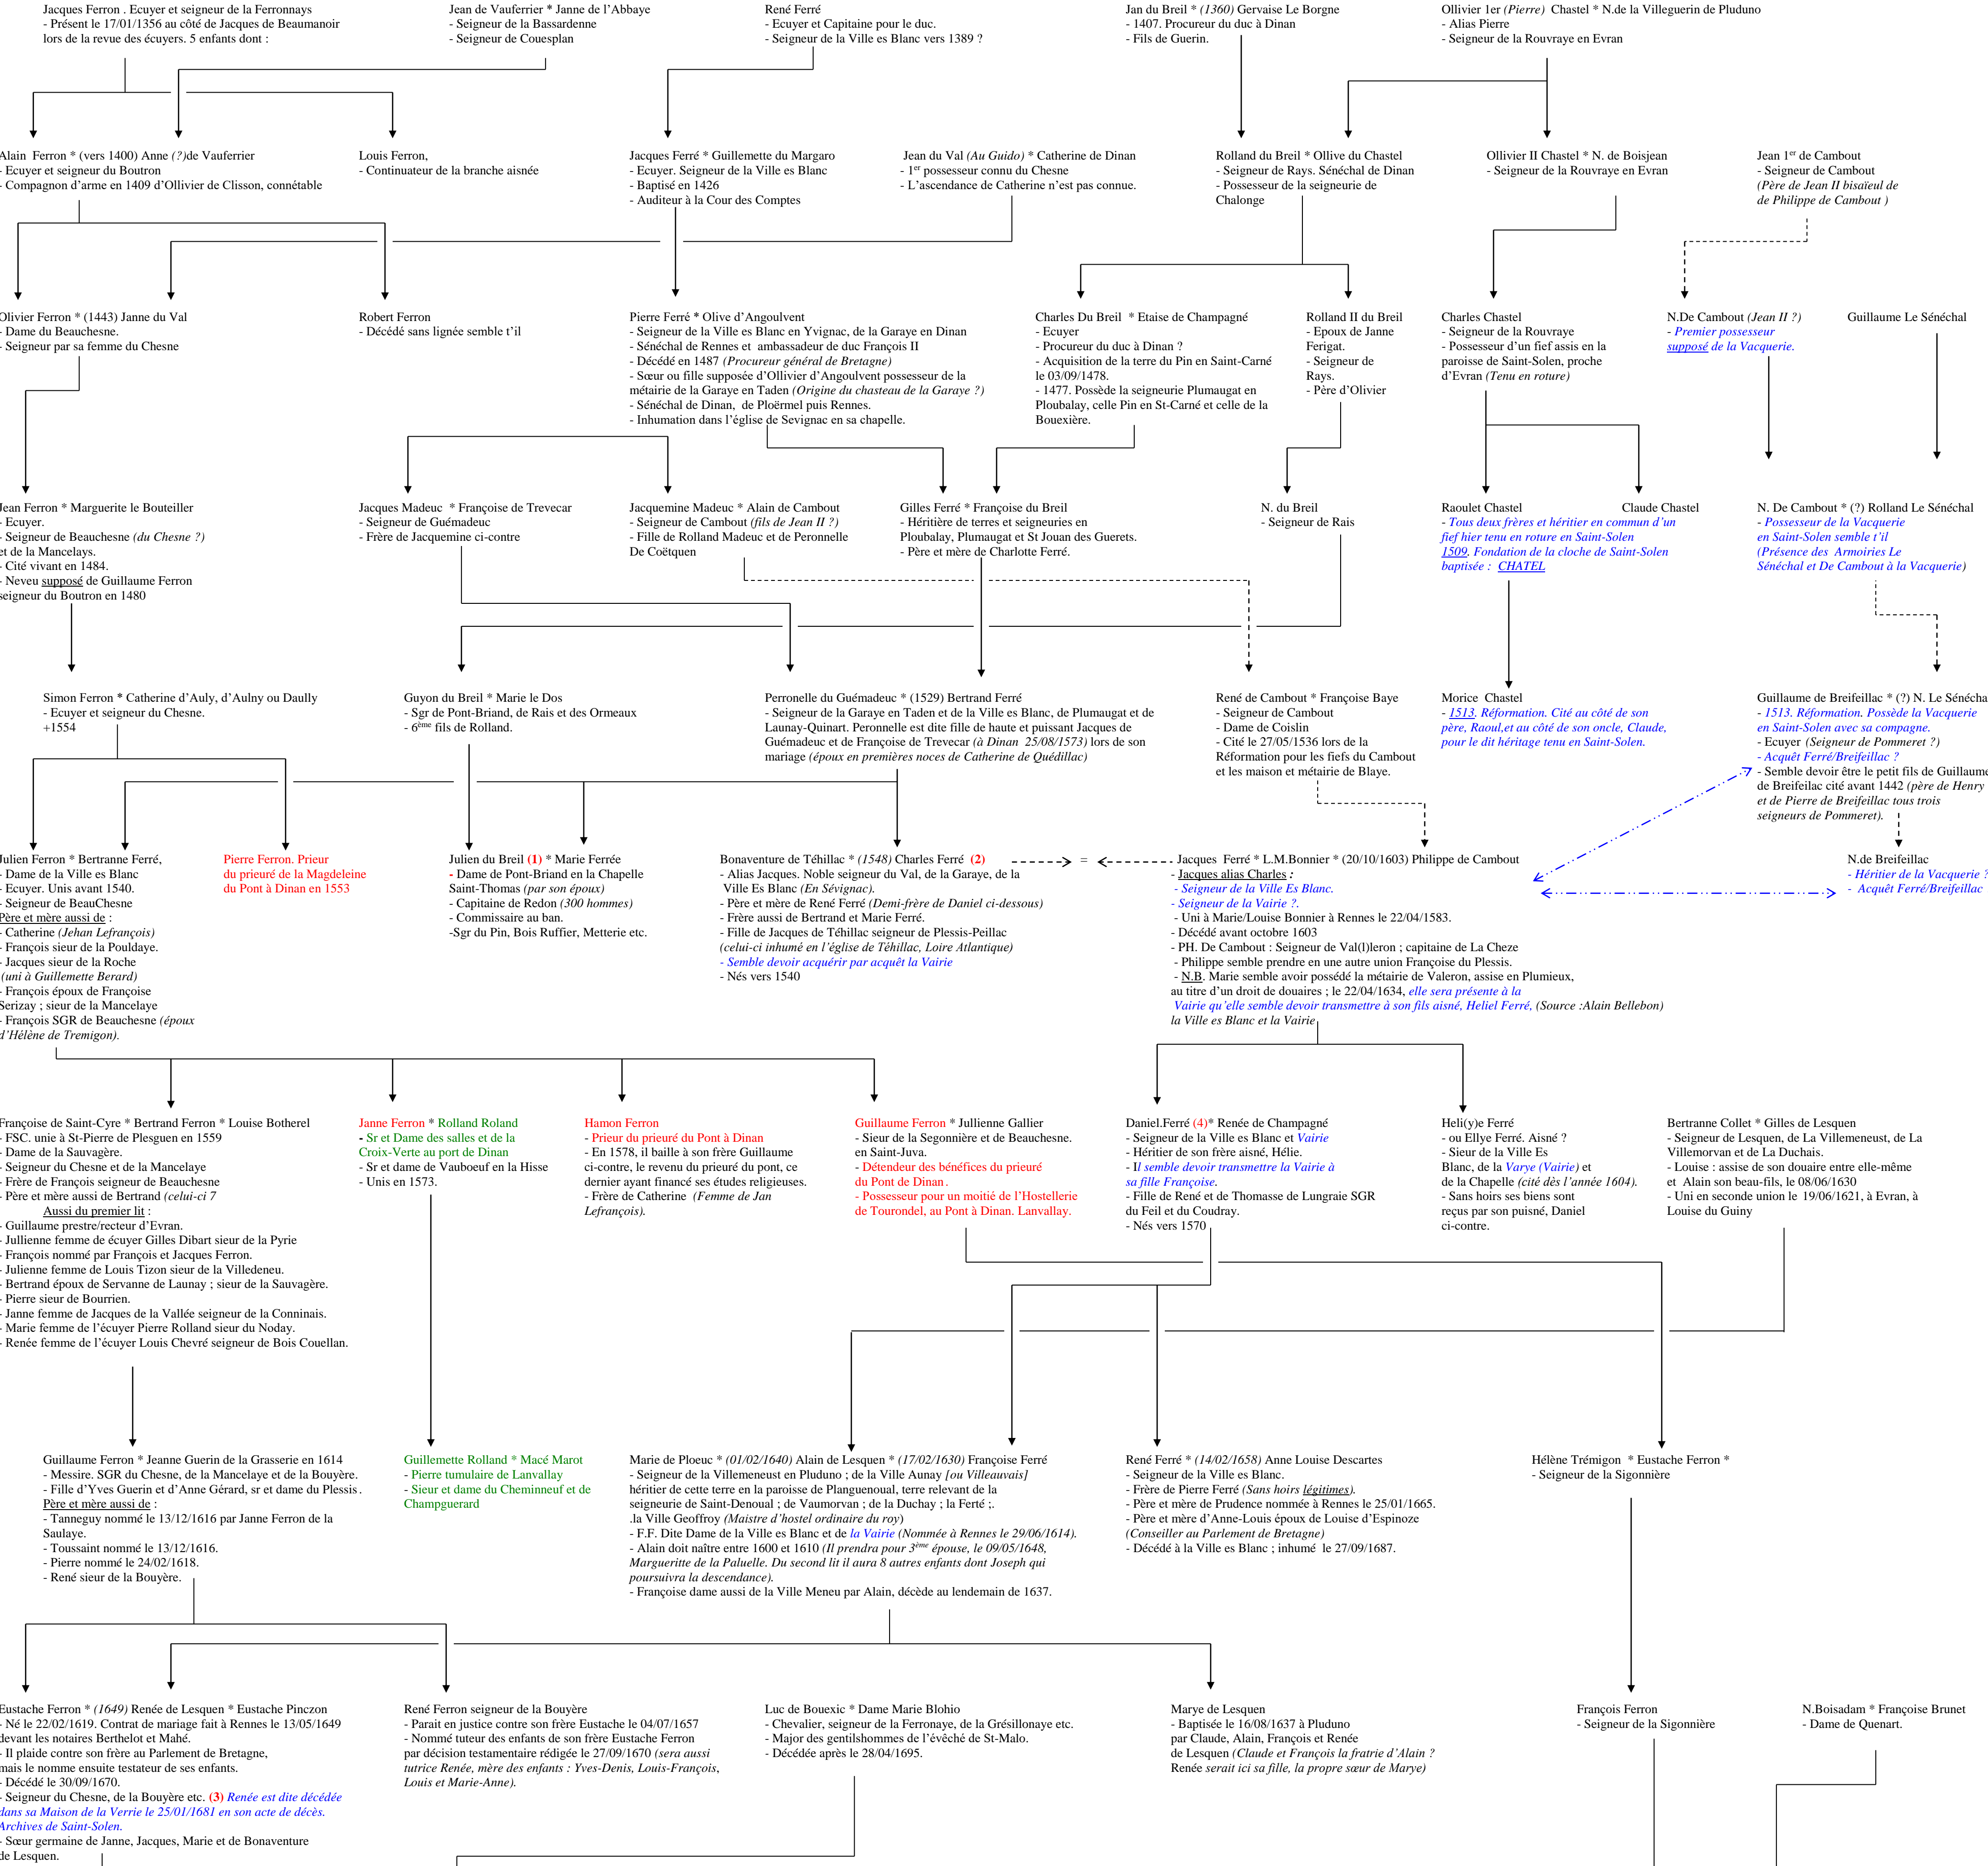 Jacques Ferron . Ecuyer et seigneur de la Ferronnays
- Présent le 17/01/1356 au côté de Jacques de Beaumanoir
lors de la revue des écuyers. 5 enfants dont :
Jean de Vauferrier * Janne de l'Abbaye
- Seigneur de la Bassardenne
- Seigneur de Couesplan
René Ferré
- Ecuyer et Capitaine pour le duc.
- Seigneur de la Ville es Blanc vers 1389 ?
Jan du Breil * (1360) Gervaise Le Borgne
- 1407. Procureur du duc à Dinan
- Fils de Guerin.
Ollivier 1er (Pierre) Chastel * N.de la Villeguerin de Pluduno
- Alias Pierre
- Seigneur de la Rouvraye en Evran
Alain Ferron * (vers 1400) Anne (?)de Vauferrier
- Ecuyer et seigneur du Boutron
- Compagnon d'arme en 1409 d'Ollivier de Clisson, connétable
Louis Ferron,
- Continuateur de la branche aisnée
Jacques Ferré * Guillemette du Margaro
- Ecuyer. Seigneur de la Ville es Blanc
- Baptisé en 1426
- Auditeur à la Cour des Comptes
Jean du Val (Au Guido) * Catherine de Dinan
- 1er possesseur connu du Chesne
- L'ascendance de Catherine n'est pas connue.
Rolland du Breil * Ollive du Chastel
- Seigneur de Rays. Sénéchal de Dinan
- Possesseur de la seigneurie de
Chalonge
Ollivier II Chastel * N. de Boisjean
- Seigneur de la Rouvraye en Evran
Jean 1er de Cambout
- Seigneur de Cambout
(Père de Jean II bisaïeul de
de Philippe de Cambout )
Olivier Ferron * (1443) Janne du Val
- Dame du Beauchesne.
- Seigneur par sa femme du Chesne
Robert Ferron
- Décédé sans lignée semble t'il
Pierre Ferré * Olive d'Angoulvent
- Seigneur de la Ville es Blanc en Yvignac, de la Garaye en Dinan
- Sénéchal de Rennes et ambassadeur de duc François II
- Décédé en 1487 (Procureur général de Bretagne)
- Sœur ou fille supposée d'Ollivier d'Angoulvent possesseur de la
métairie de la Garaye en Taden (Origine du chasteau de la Garaye ?)
- Sénéchal de Dinan, de Ploërmel puis Rennes.
- Inhumation dans l'église de Sevignac en sa chapelle.
Charles Du Breil * Etaise de Champagné
- Ecuyer
- Procureur du duc à Dinan ?
- Acquisition de la terre du Pin en Saint-Carné
le 03/09/1478.
- 1477. Possède la seigneurie Plumaugat en
Ploubalay, celle Pin en St-Carné et celle de la
Bouexière.
Rolland II du Breil
- Epoux de Janne
Ferigat.
- Seigneur de
Rays.
- Père d'Olivier
Charles Chastel
- Seigneur de la Rouvraye
- Possesseur d'un fief assis en la
paroisse de Saint-Solen, proche
d'Evran (Tenu en roture)
N.De Cambout (Jean II ?)
- Premier possesseur
supposé de la Vacquerie.
Guillaume Le Sénéchal
Jean Ferron * Marguerite le Bouteiller
- Ecuyer.
- Seigneur de Beauchesne (du Chesne ?)
et de la Mancelays.
- Cité vivant en 1484.
- Neveu supposé de Guillaume Ferron
seigneur du Boutron en 1480
Jacques Madeuc * Françoise de Trevecar
- Seigneur de Guémadeuc
- Frère de Jacquemine ci-contre
Jacquemine Madeuc * Alain de Cambout
- Seigneur de Cambout (fils de Jean II ?)
- Fille de Rolland Madeuc et de Peronnelle
De Coëtquen
Gilles Ferré * Françoise du Breil
- Héritière de terres et seigneuries en
Ploubalay, Plumaugat et St Jouan des Guerets.
- Père et mère de Charlotte Ferré.
N. du Breil
- Seigneur de Rais
Raoulet Chastel
Claude Chastel
- Tous deux frères et héritier en commun d'un
fief hier tenu en roture en Saint-Solen
1509. Fondation de la cloche de Saint-Solen
baptisée : CHATEL
N. De Cambout * (?) Rolland Le Sénéchal
- Possesseur de la Vacquerie
en Saint-Solen semble t'il
(Présence des Armoiries Le
Sénéchal et De Cambout à la Vacquerie)
Simon Ferron * Catherine d'Auly, d'Aulny ou Daully
- Ecuyer et seigneur du Chesne.
+1554
Guyon du Breil * Marie le Dos
- Sgr de Pont-Briand, de Rais et des Ormeaux
- 6ème fils de Rolland.
Perronelle du Guémadeuc * (1529) Bertrand Ferré
- Seigneur de la Garaye en Taden et de la Ville es Blanc, de Plumaugat et de
Launay-Quinart. Peronnelle est dite fille de haute et puissant Jacques de
Guémadeuc et de Françoise de Trevecar (à Dinan 25/08/1573) lors de son
mariage (époux en premières noces de Catherine de Quédillac)
René de Cambout * Françoise Baye
- Seigneur de Cambout
- Dame de Coislin
- Cité le 27/05/1536 lors de la
Réformation pour les fiefs du Cambout
et les maison et métairie de Blaye.
Morice Chastel
- 1513. Réformation. Cité au côté de son
père, Raoul,et au côté de son oncle, Claude,
pour le dit héritage tenu en Saint-Solen.
Guillaume de Breifeillac * (?) N. Le Sénécha
- 1513. Réformation. Possède la Vacquerie
en Saint-Solen avec sa compagne.
- Ecuyer (Seigneur de Pommeret ?)
- Acquêt Ferré/Breifeillac ?
- Semble devoir être le petit fils de Guillaume
de Breifeilac cité avant 1442 (père de Henry
et de Pierre de Breifeillac tous trois
seigneurs de Pommeret).
Julien Ferron * Bertranne Ferré,
- Dame de la Ville es Blanc
- Ecuyer. Unis avant 1540.
- Seigneur de BeauChesne
Père et mère aussi de :
- Catherine (Jehan Lefrançois)
- François sieur de la Pouldaye.
- Jacques sieur de la Roche
(uni à Guillemette Berard)
- François époux de Françoise
Serizay ; sieur de la Mancelaye
- François SGR de Beauchesne (époux
d'Hélène de Tremigon).
Pierre Ferron. Prieur
du prieuré de la Magdeleine
du Pont à Dinan en 1553
Julien du Breil (1) * Marie Ferrée
- Dame de Pont-Briand en la Chapelle
Saint-Thomas (par son époux)
- Capitaine de Redon (300 hommes)
- Commissaire au ban.
-Sgr du Pin, Bois Ruffier, Metterie etc.
Bonaventure de Téhillac * (1548) Charles Ferré (2)
- Alias Jacques. Noble seigneur du Val, de la Garaye, de la
Ville Es Blanc (En Sévignac).
- Père et mère de René Ferré (Demi-frère de Daniel ci-dessous)
- Frère aussi de Bertrand et Marie Ferré.
- Fille de Jacques de Téhillac seigneur de Plessis-Peillac
(celui-ci inhumé en l'église de Téhillac, Loire Atlantique)
- Semble devoir acquérir par acquêt la Vairie
- Nés vers 1540
=
Jacques Ferré * L.M.Bonnier * (20/10/1603) Philippe de Cambout
- Jacques alias Charles :
- Seigneur de la Ville Es Blanc.
- Seigneur de la Vairie ?.
- Uni à Marie/Louise Bonnier à Rennes le 22/04/1583.
- Décédé avant octobre 1603
- PH. De Cambout : Seigneur de Val(l)leron ; capitaine de La Cheze
- Philippe semble prendre en une autre union Françoise du Plessis.
- N.B. Marie semble avoir possédé la métairie de Valeron, assise en Plumieux,
au titre d'un droit de douaires ; le 22/04/1634, elle sera présente à la
Vairie qu'elle semble devoir transmettre à son fils aisné, Heliel Ferré, (Source :Alain Bellebon)
la Ville es Blanc et la Vairie
N.de Breifeillac
- Héritier de la Vacquerie ?
- Acquêt Ferré/Breifeillac
Françoise de Saint-Cyre * Bertrand Ferron * Louise Botherel
- FSC. unie à St-Pierre de Plesguen en 1559
- Dame de la Sauvagère.
- Seigneur du Chesne et de la Mancelaye
- Frère de François seigneur de Beauchesne
- Père et mère aussi de Bertrand (celui-ci 7
Aussi du premier lit :
- Guillaume prestre/recteur d'Evran.
- Jullienne femme de écuyer Gilles Dibart sieur de la Pyrie
- François nommé par François et Jacques Ferron.
- Julienne femme de Louis Tizon sieur de la Villedeneu.
- Bertrand époux de Servanne de Launay ; sieur de la Sauvagère.
- Pierre sieur de Bourrien.
- Janne femme de Jacques de la Vallée seigneur de la Conninais.
- Marie femme de l'écuyer Pierre Rolland sieur du Noday.
- Renée femme de l'écuyer Louis Chevré seigneur de Bois Couellan.
Janne Ferron * Rolland Roland
- Sr et Dame des salles et de la
Croix-Verte au port de Dinan
- Sr et dame de Vauboeuf en la Hisse
- Unis en 1573.
Hamon Ferron
- Prieur du prieuré du Pont à Dinan
- En 1578, il baille à son frère Guillaume
ci-contre, le revenu du prieuré du pont, ce
dernier ayant financé ses études religieuses.
- Frère de Catherine (Femme de Jan
Lefrançois).
Guillaume Ferron * Jullienne Gallier
- Sieur de la Segonnière et de Beauchesne.
en Saint-Juva.
- Détendeur des bénéfices du prieuré
du Pont de Dinan.
- Possesseur pour un moitié de l'Hostellerie
de Tourondel, au Pont à Dinan. Lanvallay.
Daniel.Ferré (4)* Renée de Champagné
- Seigneur de la Ville es Blanc et Vairie
- Héritier de son frère aisné, Hélie.
- Il semble devoir transmettre la Vairie à
sa fille Françoise.
- Fille de René et de Thomasse de Lungraie SGR
du Feil et du Coudray.
- Nés vers 1570
Heli(y)e Ferré
- ou Ellye Ferré. Aisné ?
- Sieur de la Ville Es
Blanc, de la Varye (Vairie) et
de la Chapelle (cité dès l'année 1604).
- Sans hoirs ses biens sont
reçus par son puisné, Daniel
ci-contre.
Bertranne Collet * Gilles de Lesquen
- Seigneur de Lesquen, de La Villemeneust, de La
Villemorvan et de La Duchais.
- Louise : assise de son douaire entre elle-même
et Alain son beau-fils, le 08/06/1630
- Uni en seconde union le 19/06/1621, à Evran, à
Louise du Guiny
Guillaume Ferron * Jeanne Guerin de la Grasserie en 1614
- Messire. SGR du Chesne, de la Mancelaye et de la Bouyère.
- Fille d'Yves Guerin et d'Anne Gérard, sr et dame du Plessis.
Père et mère aussi de :
- Tanneguy nommé le 13/12/1616 par Janne Ferron de la
Saulaye.
- Toussaint nommé le 13/12/1616.
- Pierre nommé le 24/02/1618.
- René sieur de la Bouyère.
Guillemette Rolland * Macé Marot
- Pierre tumulaire de Lanvallay
- Sieur et dame du Cheminneuf et de
Champguerard
Marie de Ploeuc * (01/02/1640) Alain de Lesquen * (17/02/1630) Françoise Ferré
- Seigneur de la Villemeneust en Pluduno ; de la Ville Aunay [ou Villeauvais]
héritier de cette terre en la paroisse de Planguenoual, terre relevant de la
seigneurie de Saint-Denoual ; de Vaumorvan ; de la Duchay ; la Ferté ;.
.la Ville Geoffroy (Maistre d'hostel ordinaire du roy)
- F.F. Dite Dame de la Ville es Blanc et de la Vairie (Nommée à Rennes le 29/06/1614).
- Alain doit naître entre 1600 et 1610 (Il prendra pour 3ème épouse, le 09/05/1648,
Margueritte de la Paluelle. Du second lit il aura 8 autres enfants dont Joseph qui
poursuivra la descendance).
- Françoise dame aussi de la Ville Meneu par Alain, décède au lendemain de 1637.
René Ferré * (14/02/1658) Anne Louise Descartes
- Seigneur de la Ville es Blanc.
- Frère de Pierre Ferré (Sans hoirs légitimes).
- Père et mère de Prudence nommée à Rennes le 25/01/1665.
- Père et mère d'Anne-Louis époux de Louise d'Espinoze
(Conseiller au Parlement de Bretagne)
- Décédé à la Ville es Blanc ; inhumé le 27/09/1687.
Hélène Trémigon * Eustache Ferron *
- Seigneur de la Sigonnière
Eustache Ferron * (1649) Renée de Lesquen * Eustache Pinczon
- Né le 22/02/1619. Contrat de mariage fait à Rennes le 13/05/1649
devant les notaires Berthelot et Mahé.
- Il plaide contre son frère au Parlement de Bretagne,
mais le nomme ensuite testateur de ses enfants.
- Décédé le 30/09/1670.
- Seigneur du Chesne, de la Bouyère etc. (3) Renée est dite décédée
dans sa Maison de la Verrie le 25/01/1681 en son acte de décès.
Archives de Saint-Solen.
- Sœur germaine de Janne, Jacques, Marie et de Bonaventure
de Lesquen.
René Ferron seigneur de la Bouyère
- Parait en justice contre son frère Eustache le 04/07/1657
- Nommé tuteur des enfants de son frère Eustache Ferron
par décision testamentaire rédigée le 27/09/1670 (sera aussi
tutrice Renée, mère des enfants : Yves-Denis, Louis-François,
Louis et Marie-Anne).
Luc de Bouexic * Dame Marie Blohio
- Chevalier, seigneur de la Ferronaye, de la Grésillonaye etc.
- Major des gentilshommes de l'évêché de St-Malo.
- Décédée après le 28/04/1695.
Marye de Lesquen
- Baptisée le 16/08/1637 à Pluduno
par Claude, Alain, François et Renée
de Lesquen (Claude et François la fratrie d'Alain ?
Renée serait ici sa fille, la propre sœur de Marye)
François Ferron
- Seigneur de la Sigonnière
N.Boisadam * Françoise Brunet
- Dame de Quenart.